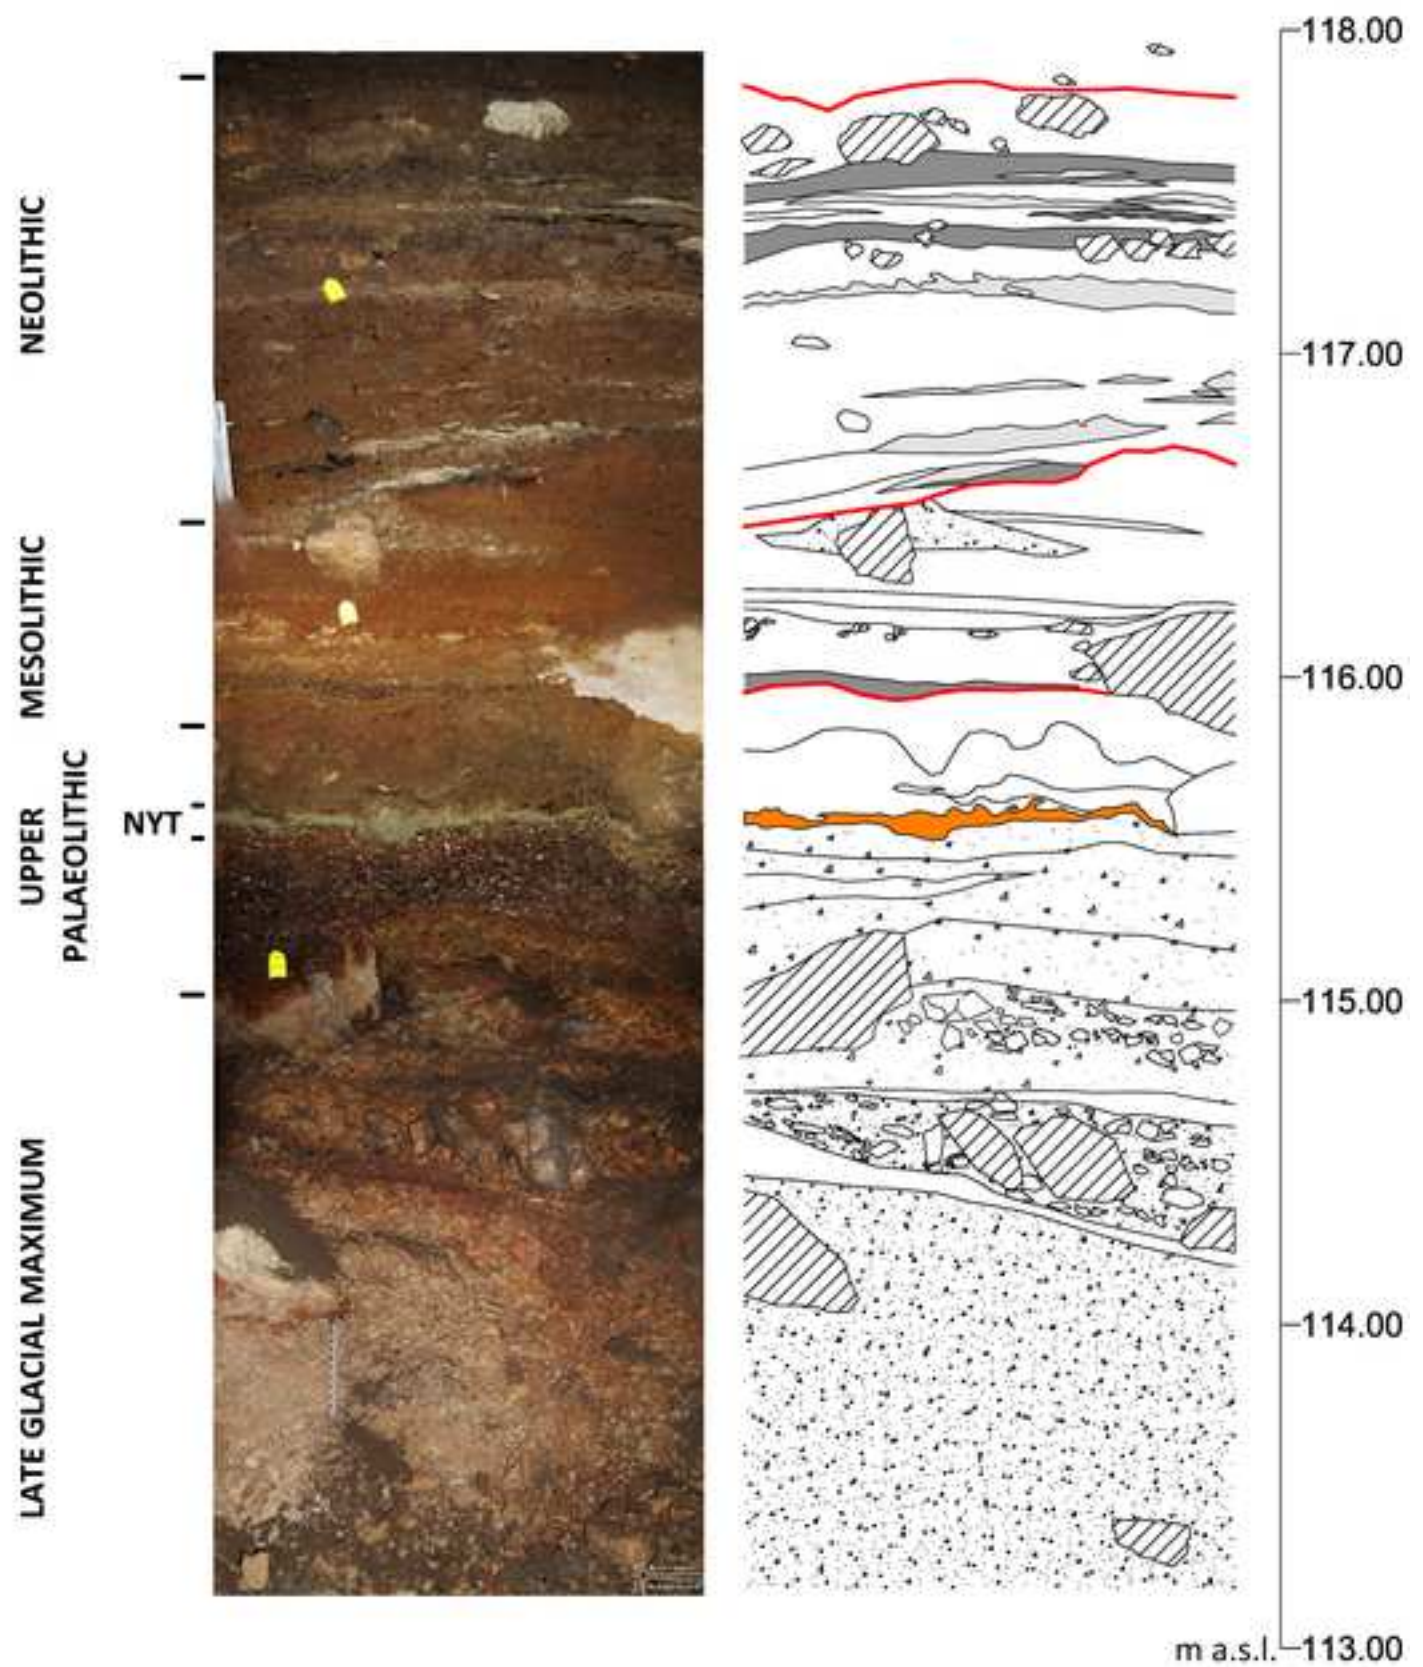 NEOLITHIC
MESOLITHIC
UPPER
PALAEOLITHIC
NYT
LATE GLACIAL MAXIMUM
118.00
117.00
116.00
115.00
114.00
m a.s.l.
113.00